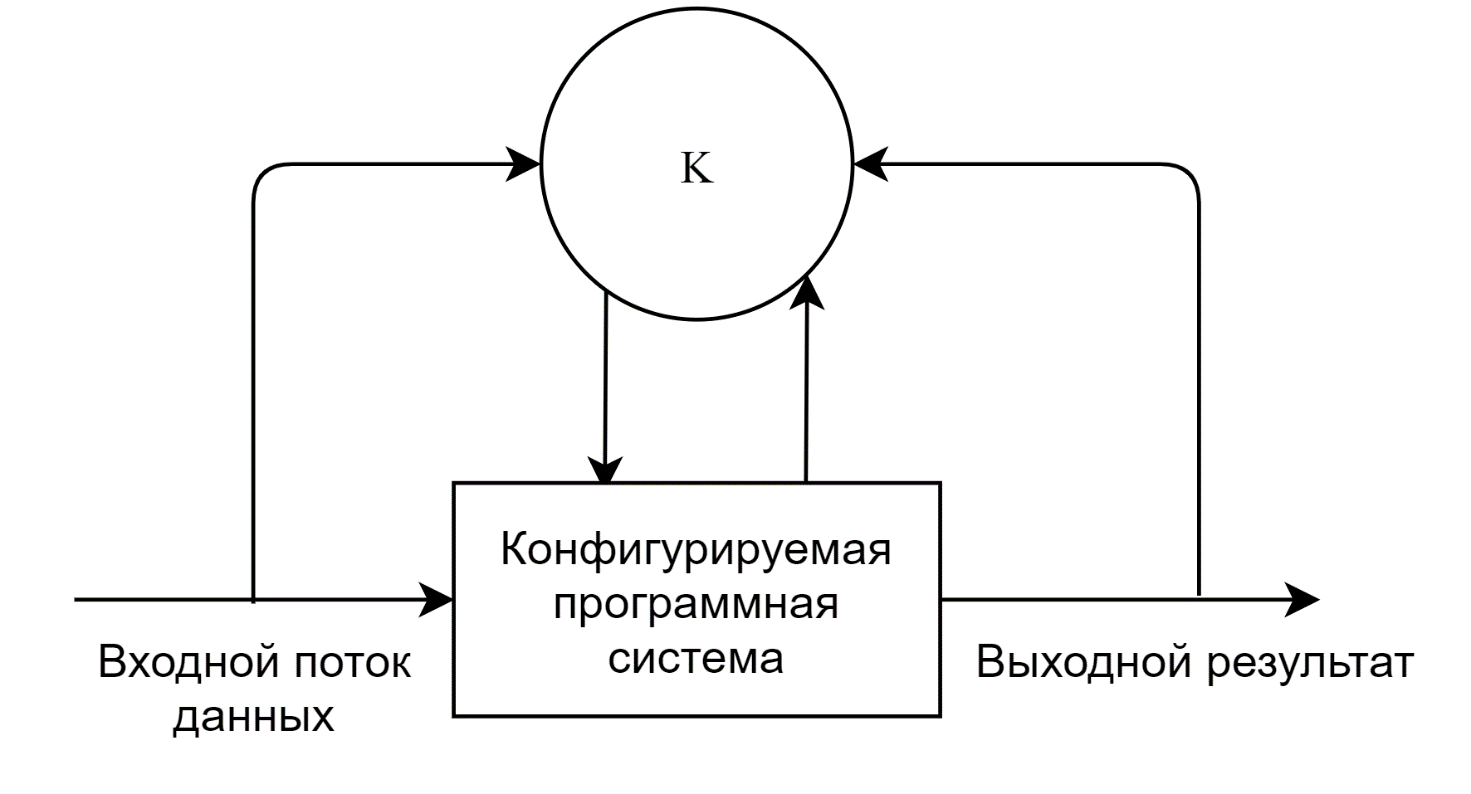 К
Конфигурируемая
программная
система
Входной поток
данных
Выходной результат